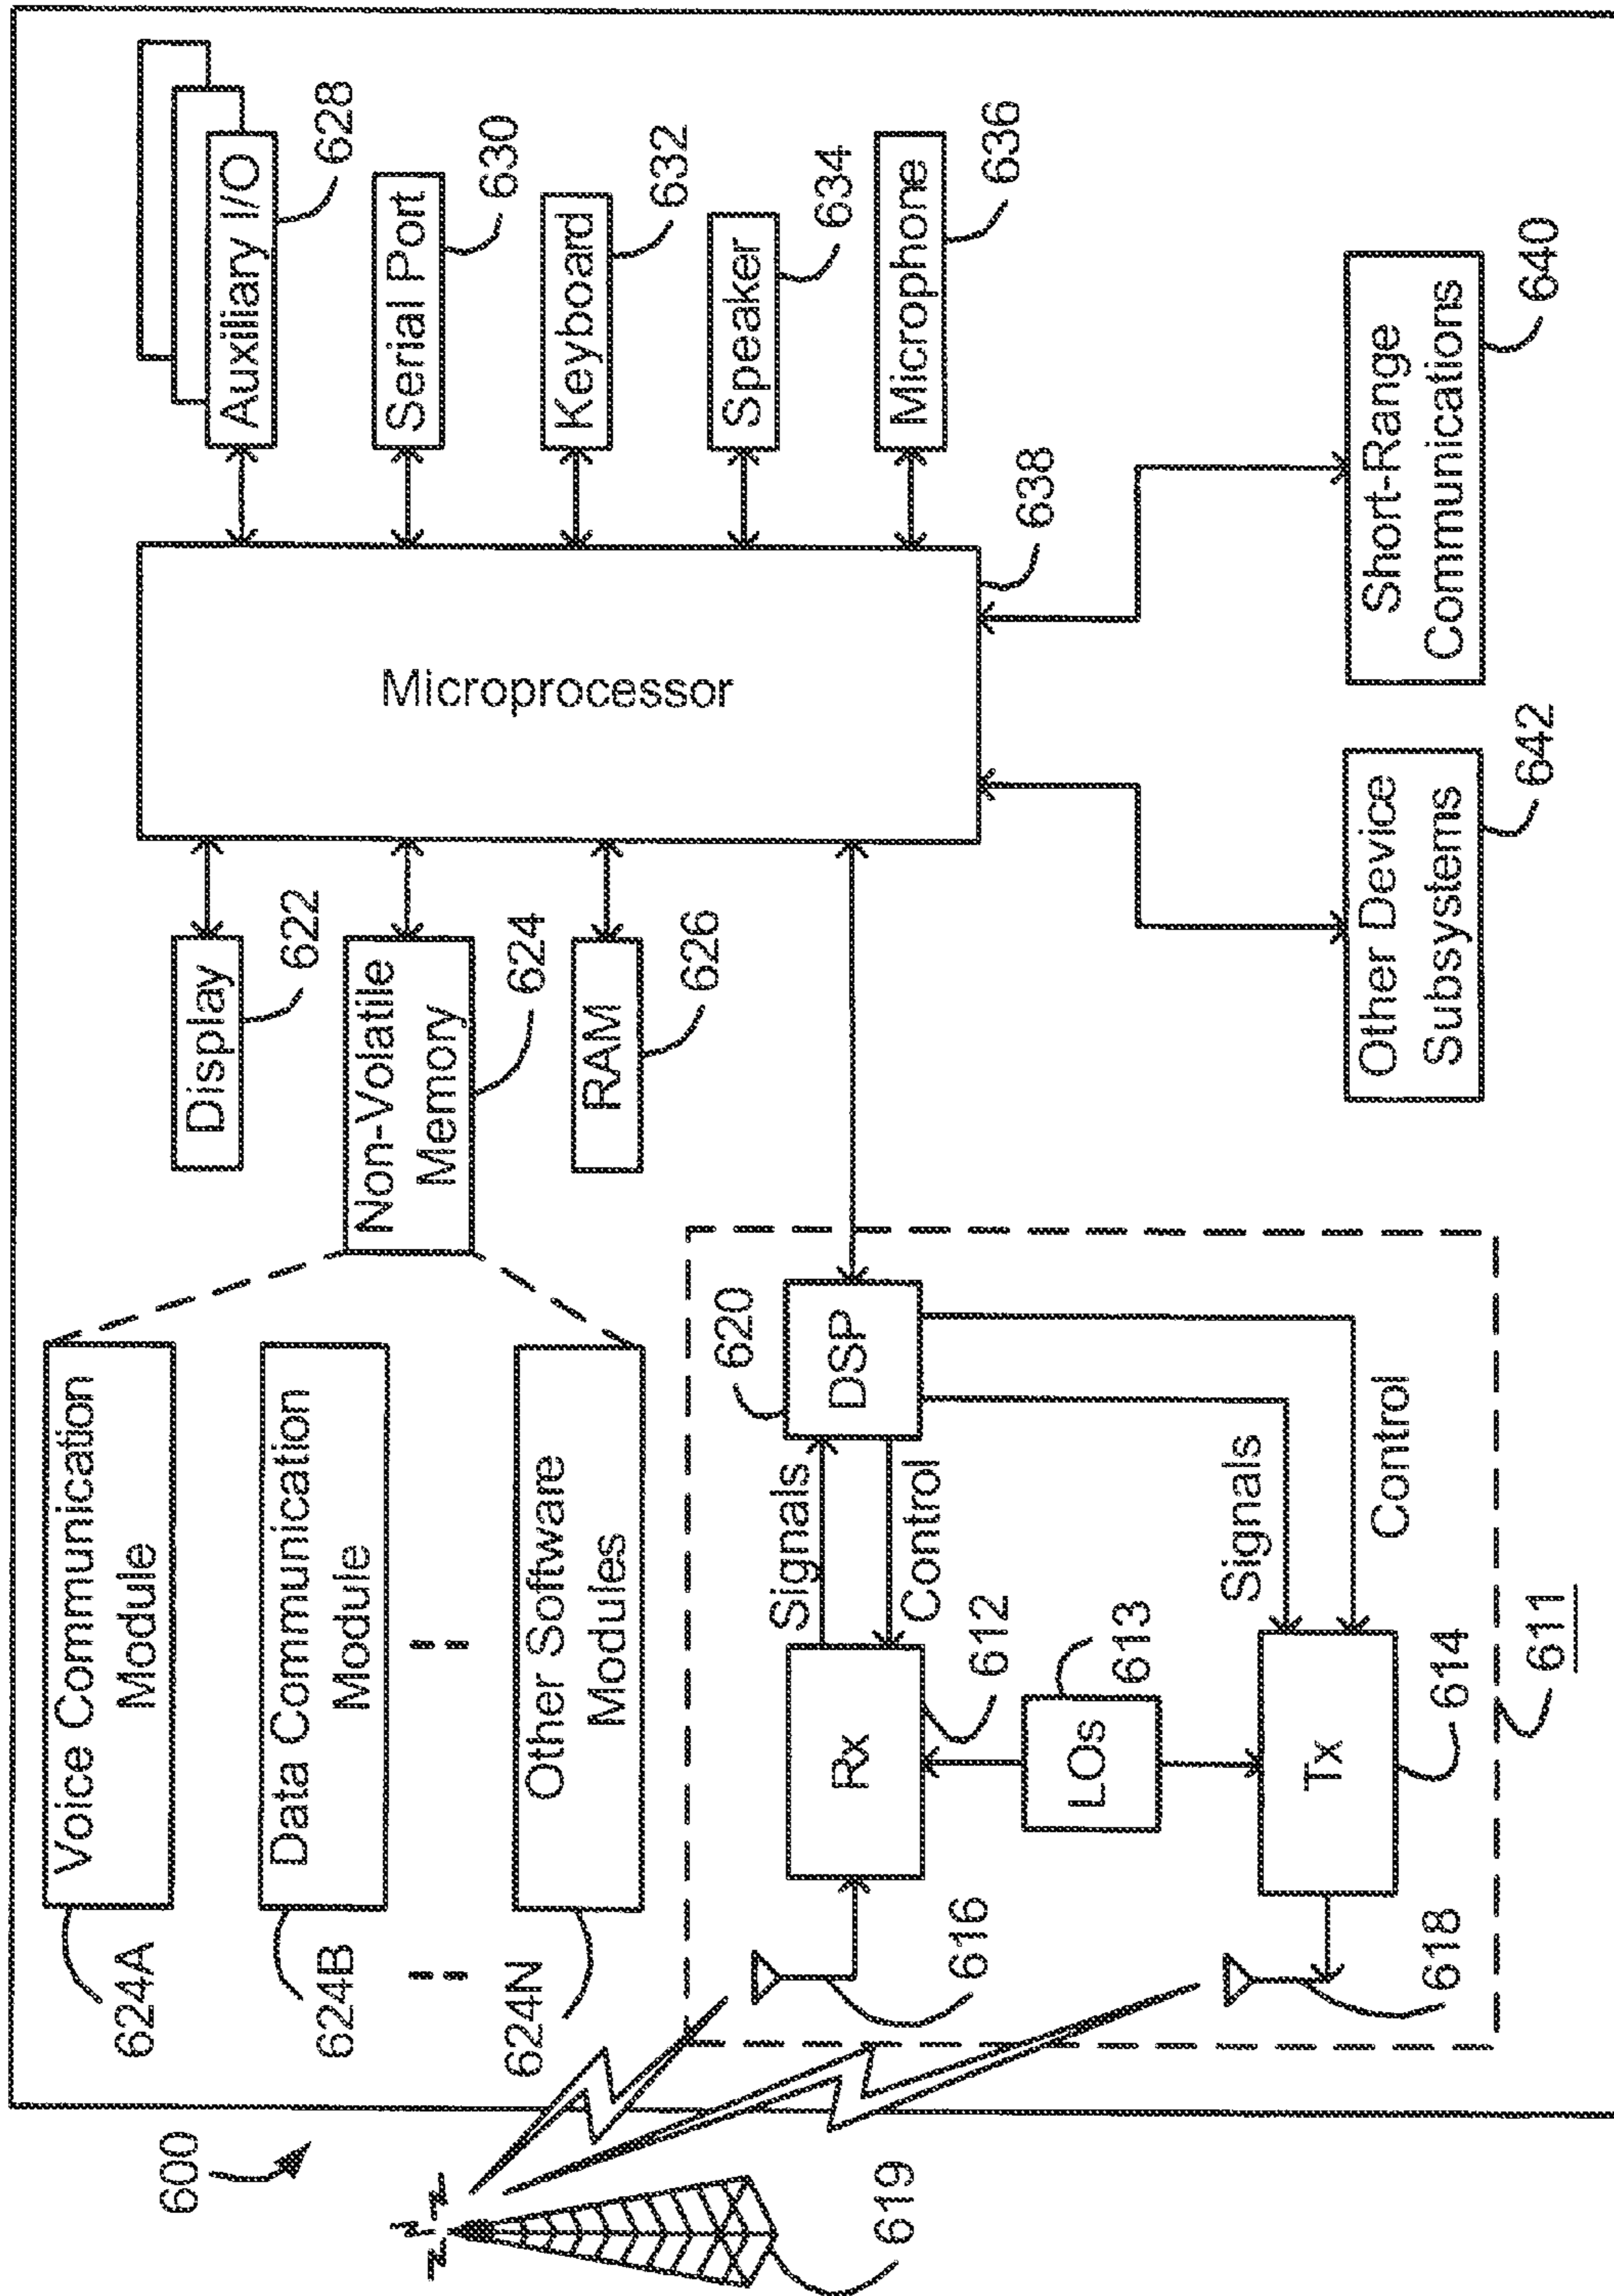 600
619
Voice Communication
Module
624A
Data Communication
Module
624B
Other Software
Modules
624N
Display
622
Non-Volatile
Memory
624
RAM
626
Microprocessor
638
Auxiliary I/O
628
Serial Port
630
Keyboard
632
Speaker
634
Microphone
636
Short-Range
Communications
640
Other Device
Subsystems
642
DSP
620
Signals
Control
Rx
612
LOs
613
Tx
614
Signals
Control
616
618
611